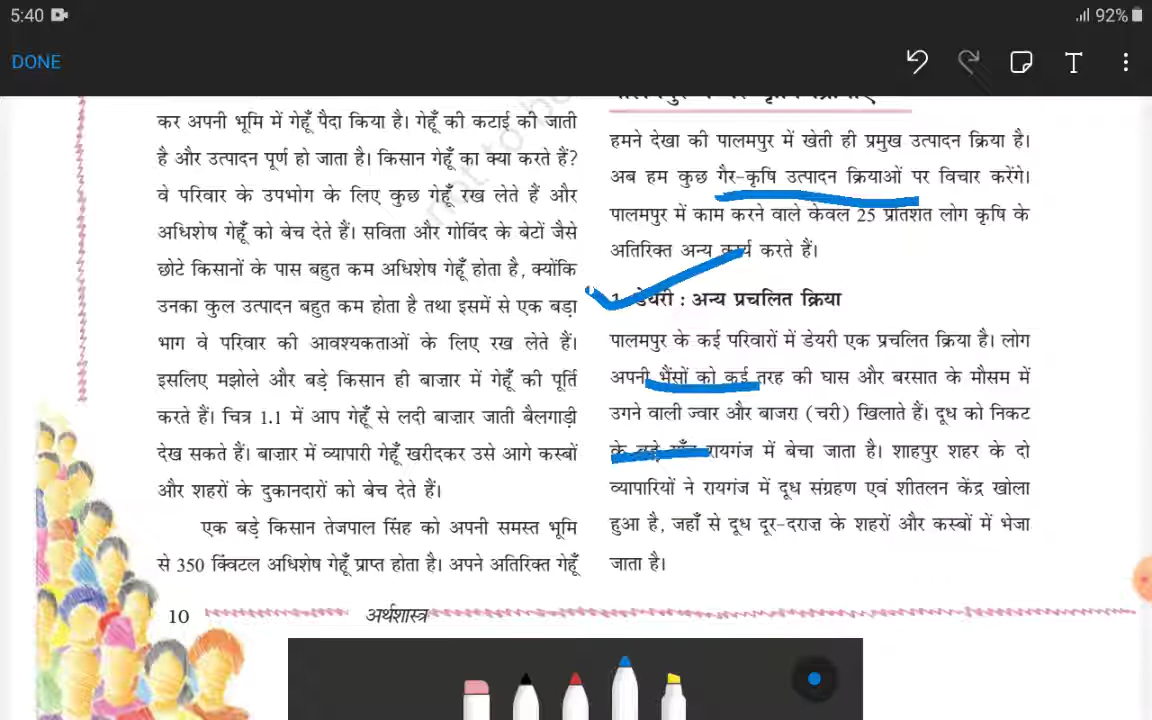 5:40
92%
DONE
T
कर अपनी भूमि में गेहूँ पैदा किया है। गेहूँ की कटाई की जाती
है और उत्पादन पूर्ण हो जाता है। किसान गेहूँ का क्या करते हैं?
वे परिवार के उपभोग के लिए कुछ गेहूँ रख लेते हैं और
अधिशेष गेहूँ को बेच देते हैं। सविता और गोविंद के बेटों जैसे
छोटे किसानों के पास बहुत कम अधिशेष गेहूँ होता है, क्योंकि
उनका कुल उत्पादन बहुत कम होता है तथा इसमें से एक बड़ा
भाग वे परिवार की आवश्यकताओं के लिए रख लेते हैं।
इसलिए मझोले और बड़े किसान ही बाज़ार में गेहूँ की पूर्ति
करते हैं। चित्र 1.1 में आप गेहूँ से लदी बाज़ार जाती बैलगाड़ी
देख सकते हैं। बाज़ार में व्यापारी गेहूँ खरीदकर उसे आगे कस्बों
और शहरों के दुकानदारों को बेच देते हैं।
एक बड़े किसान तेजपाल सिंह को अपनी समस्त भूमि
से 350 क्विंटल अधिशेष गेहूँ प्राप्त होता है। अपने अतिरिक्त गेहूँ
हमने देखा की पालमपुर में खेती ही प्रमुख उत्पादन क्रिया है।
अब हम कुछ गैर-कृषि उत्पादन क्रियाओं पर विचार करेंगे।
पालमपुर में काम करने वाले केवल 25 प्रतिशत लोग कृषि के
अतिरिक्त अन्य कार्य करते हैं।
1. डेयरी : अन्य प्रचलित क्रिया
पालमपुर के कई परिवारों में डेयरी एक प्रचलित क्रिया है। लोग
अपनी भैंसों को कई तरह की घास और बरसात के मौसम में
उगने वाली ज्वार और बाजरा (चरी) खिलाते हैं। दूध को निकट
के बड़े गाँव रायगंज में बेचा जाता है। शाहपुर शहर के दो
व्यापारियों ने रायगंज में दूध संग्रहण एवं शीतलन केंद्र खोला
हुआ है, जहाँ से दूध दूर-दराज़ के शहरों और कस्बों में भेजा
जाता है।
10
अर्थशास्त्र